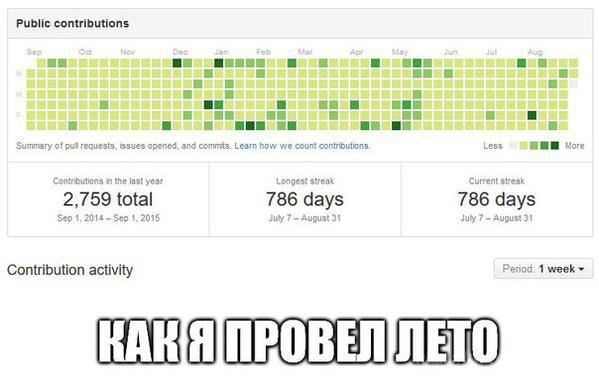 Public contributions
Sep Oct Nov Dec Jan Feb Mar Apr May Jun Jul Aug
M
W
F
Summary of pull requests, issues opened, and commits. Learn how we count contributions.
Less More
Contributions in the last year
2,759 total
Sep 1, 2014 – Sep 1, 2015
Longest streak
786 days
July 7 – August 31
Current streak
786 days
July 7 – August 31
Contribution activity
Period: 1 week
КАК Я ПРОВЕЛ ЛЕТО